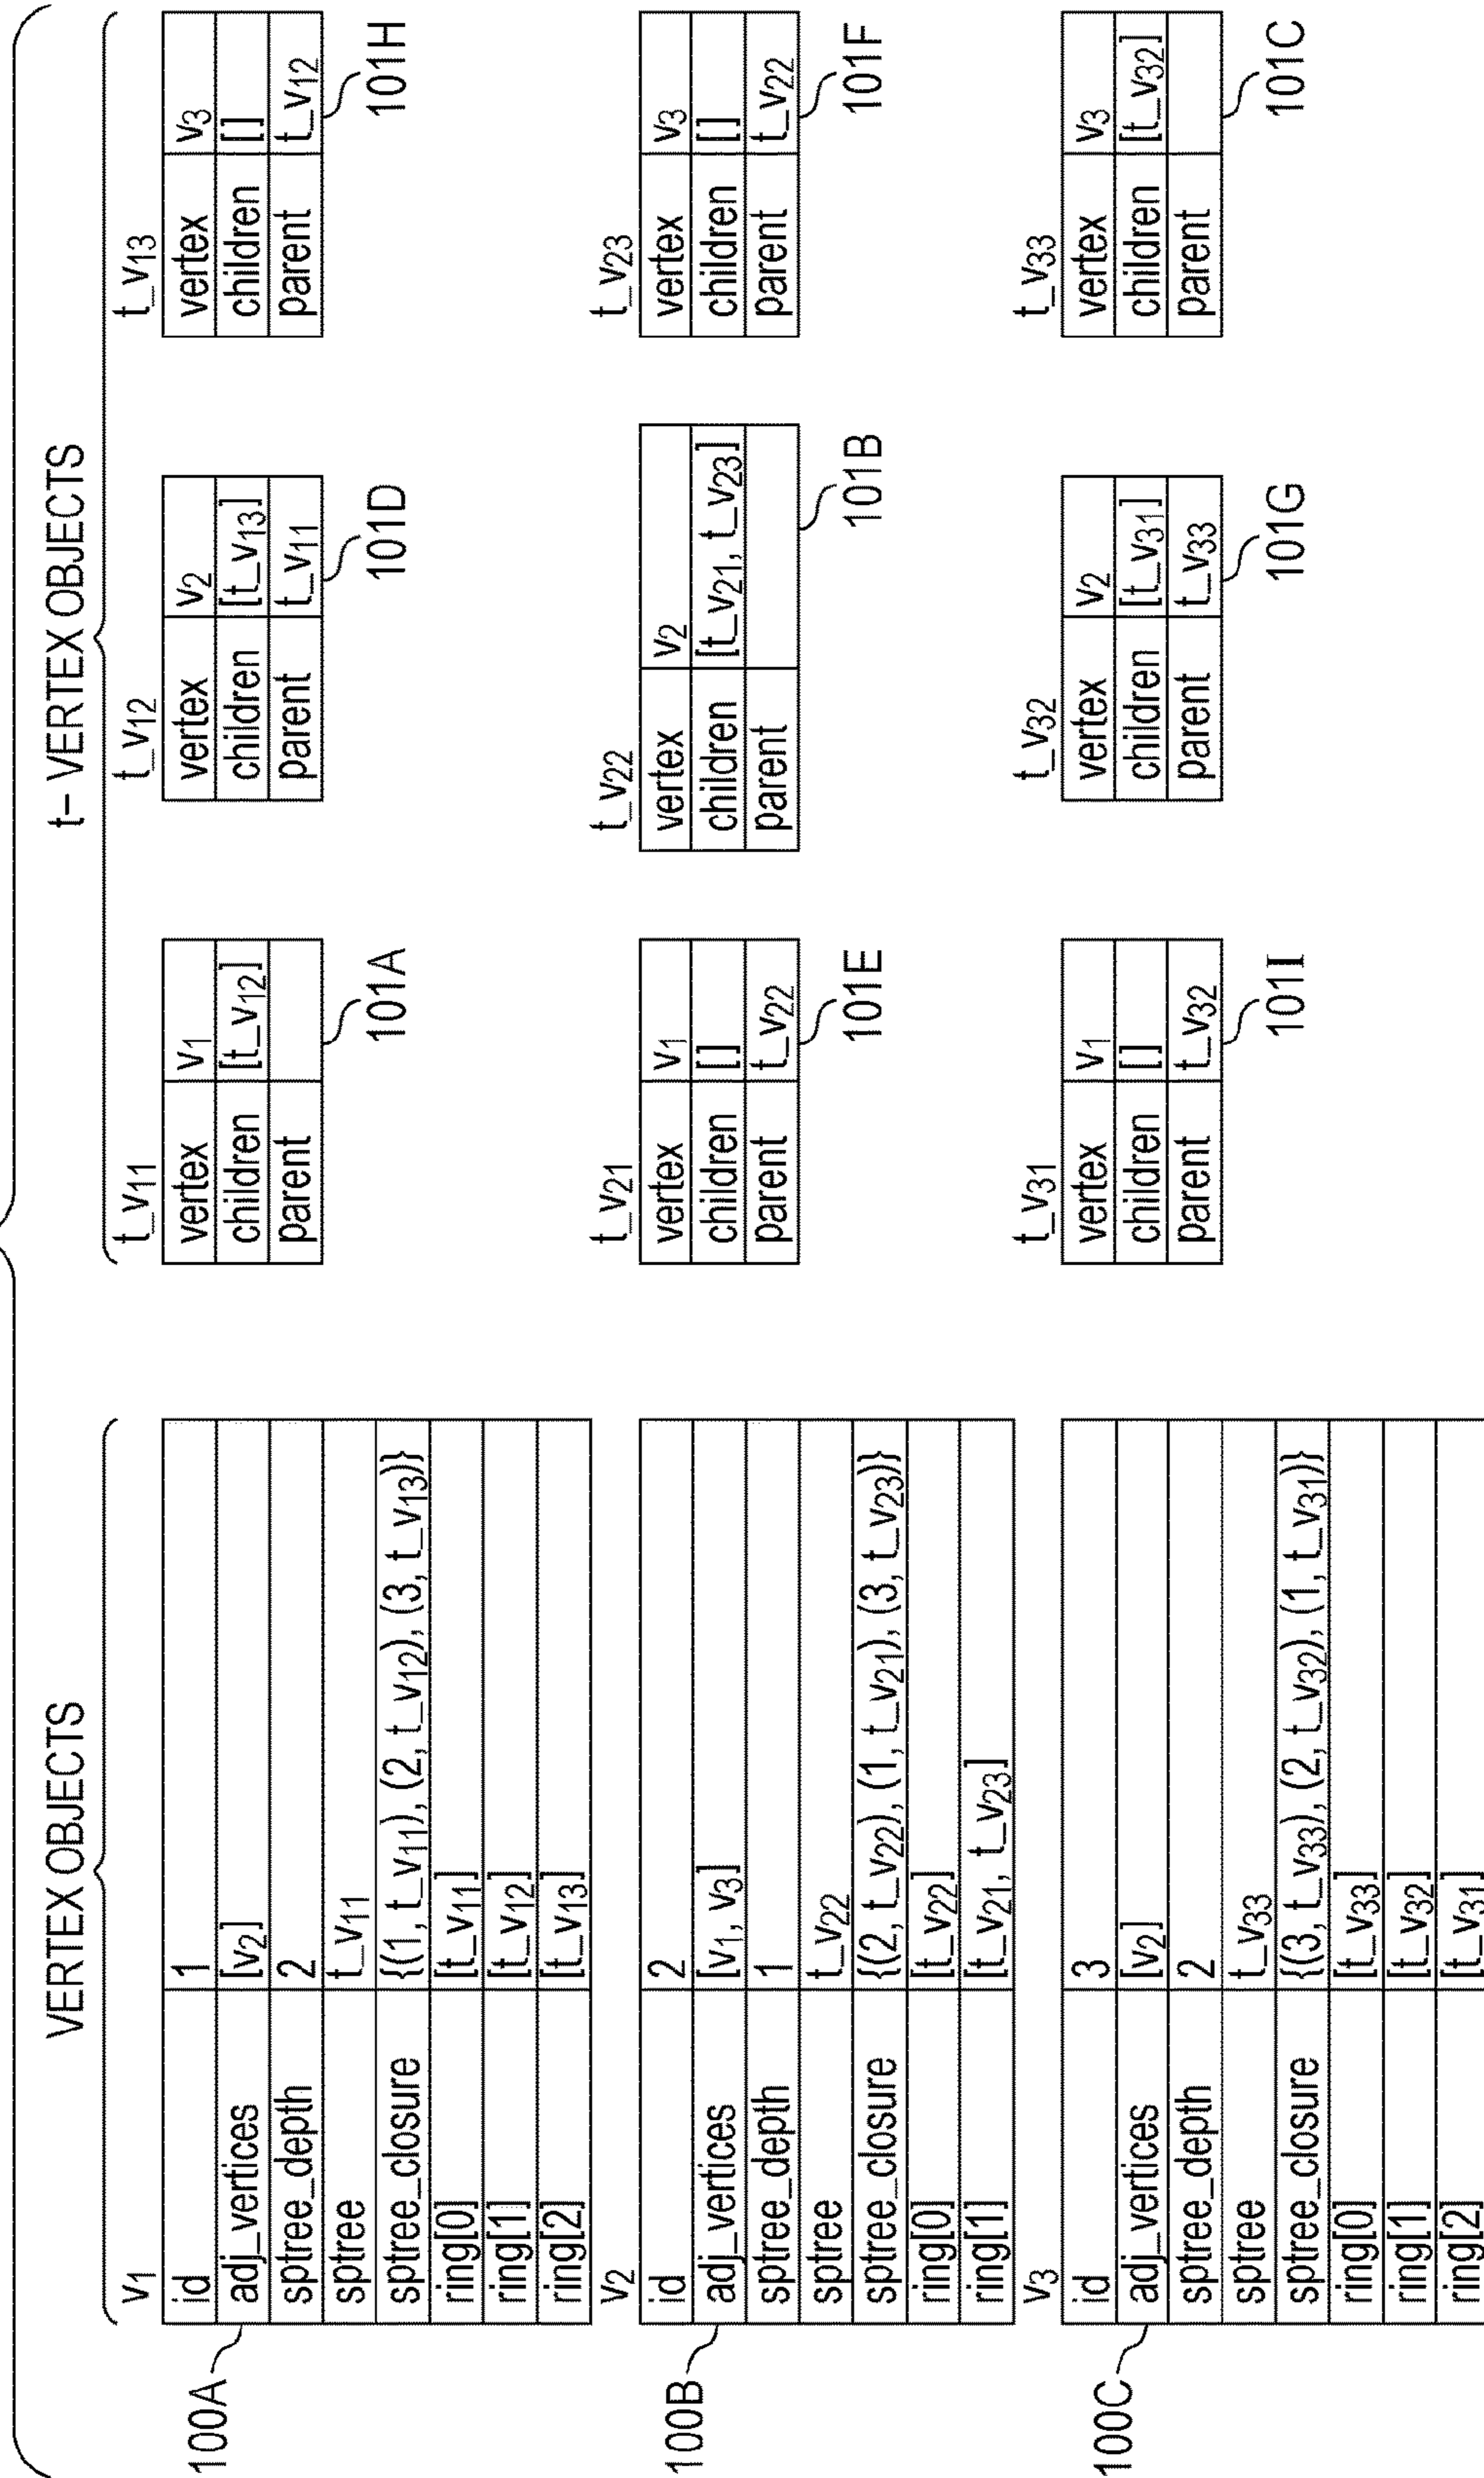 VERTEX OBJECTS
t– VERTEX OBJECTS
v1
id 1
adj_vertices [v2]
sptree_depth 2
sptree t_v11
sptree_closure {(1, t_v11), (2, t_v12), (3, t_v13)}
ring[0] [t_v11]
ring[1] [t_v12]
ring[2] [t_v13]
100A
t_v11
vertex v1
children [t_v12]
parent
101A
t_v12
vertex v2
children [t_v13]
parent t_v11
101D
t_v13
vertex v3
children [ ]
parent t_v12
101H
v2
id 2
adj_vertices [v1, v3]
sptree_depth 1
sptree t_v22
sptree_closure {(2, t_v22), (1, t_v21), (3, t_v23)}
ring[0] [t_v22]
ring[1] [t_v21, t_v23]
100B
t_v21
vertex v1
children [ ]
parent t_v22
101E
t_v22
vertex v2
children [t_v21, t_v23]
parent
101B
t_v23
vertex v3
children [ ]
parent t_v22
101F
v3
id 3
adj_vertices [v2]
sptree_depth 2
sptree t_v33
sptree_closure {(3, t_v33), (2, t_v32), (1, t_v31)}
ring[0] [t_v33]
ring[1] [t_v32]
ring[2] [t_v31]
100C
t_v31
vertex v1
children [ ]
parent t_v32
101I
t_v32
vertex v2
children [t_v31]
parent t_v33
101G
t_v33
vertex v3
children [t_v32]
parent
101C